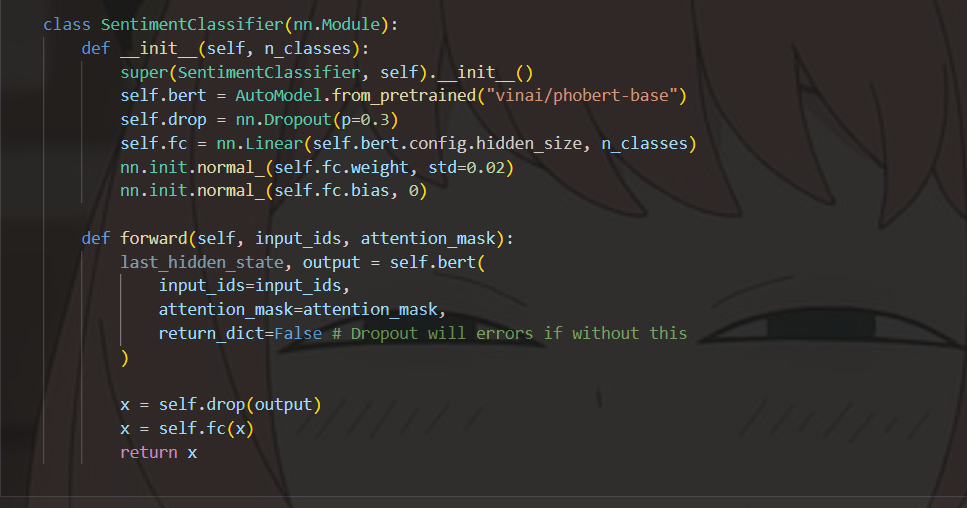 class SentimentClassifier(nn.Module):
    def __init__(self, n_classes):
        super(SentimentClassifier, self).__init__()
        self.bert = AutoModel.from_pretrained("vinai/phobert-base")
        self.drop = nn.Dropout(p=0.3)
        self.fc = nn.Linear(self.bert.config.hidden_size, n_classes)
        nn.init.normal_(self.fc.weight, std=0.02)
        nn.init.normal_(self.fc.bias, 0)

    def forward(self, input_ids, attention_mask):
        last_hidden_state, output = self.bert(
            input_ids=input_ids,
            attention_mask=attention_mask,
            return_dict=False # Dropout will errors if without this
        )

        x = self.drop(output)
        x = self.fc(x)
        return x